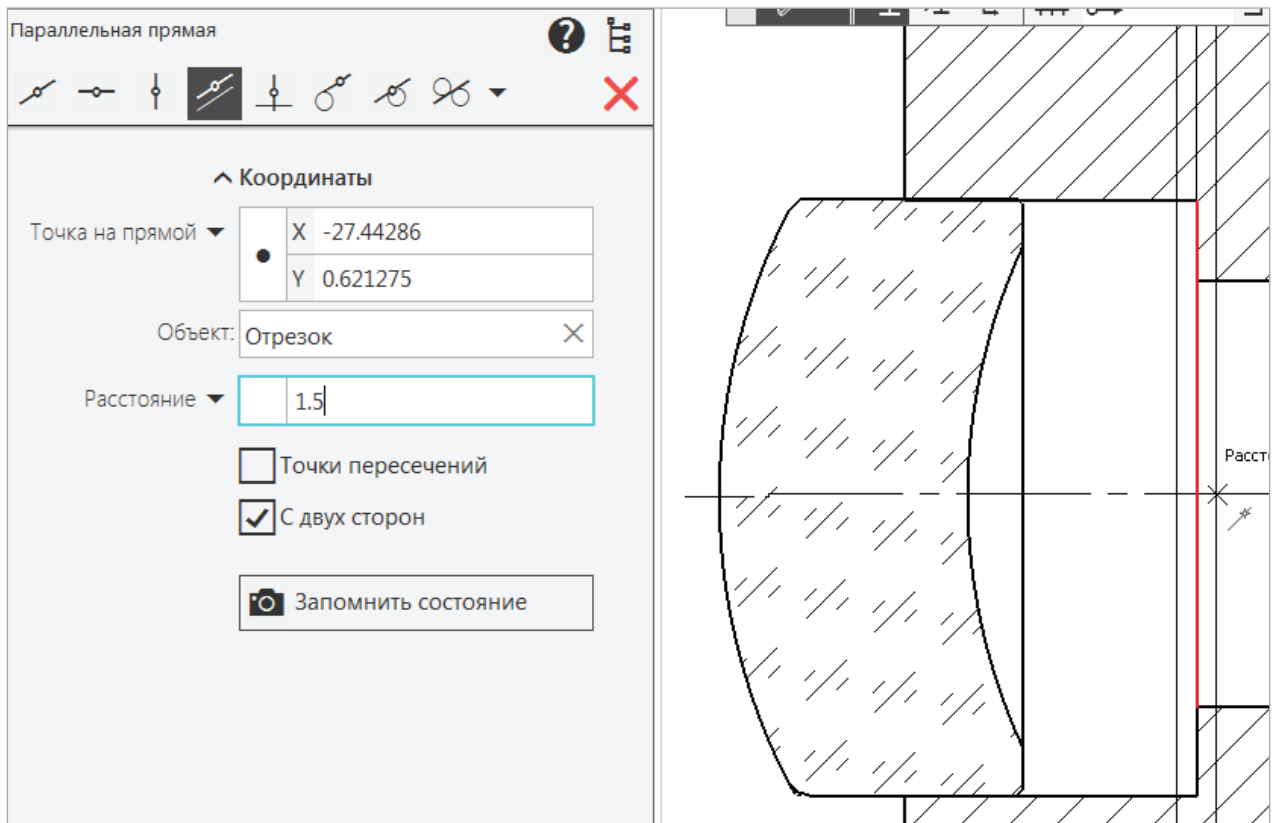 Параллельная прямая
Координаты
Точка на прямой
X -27.44286
Y 0.621275
Объект: Отрезок
Расстояние 1.5
Точки пересечений
С двух сторон
Запомнить состояние